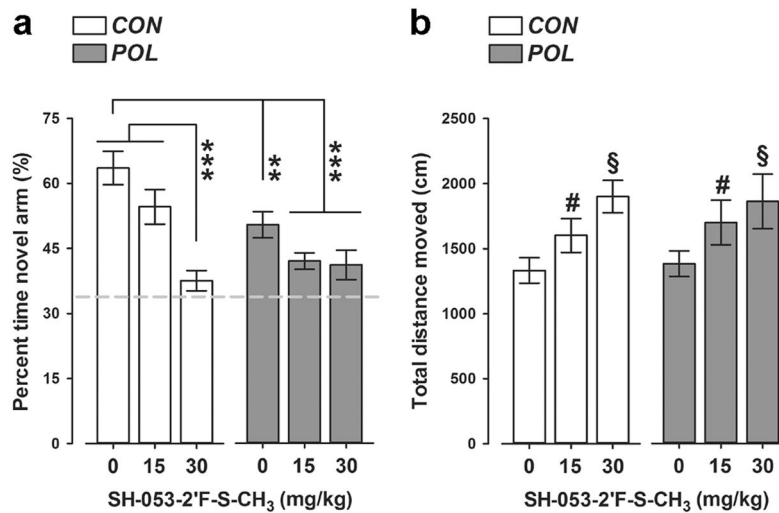 a
CON
POL
Percent time novel arm (%)
75
60
45
30
15
0
***
**
***
0 15 30 0 15 30
SH-053-2'F-S-CH₃ (mg/kg)
b
CON
POL
Total distance moved (cm)
2500
2000
1500
1000
500
0
# § # §
0 15 30 0 15 30
SH-053-2'F-S-CH₃ (mg/kg)